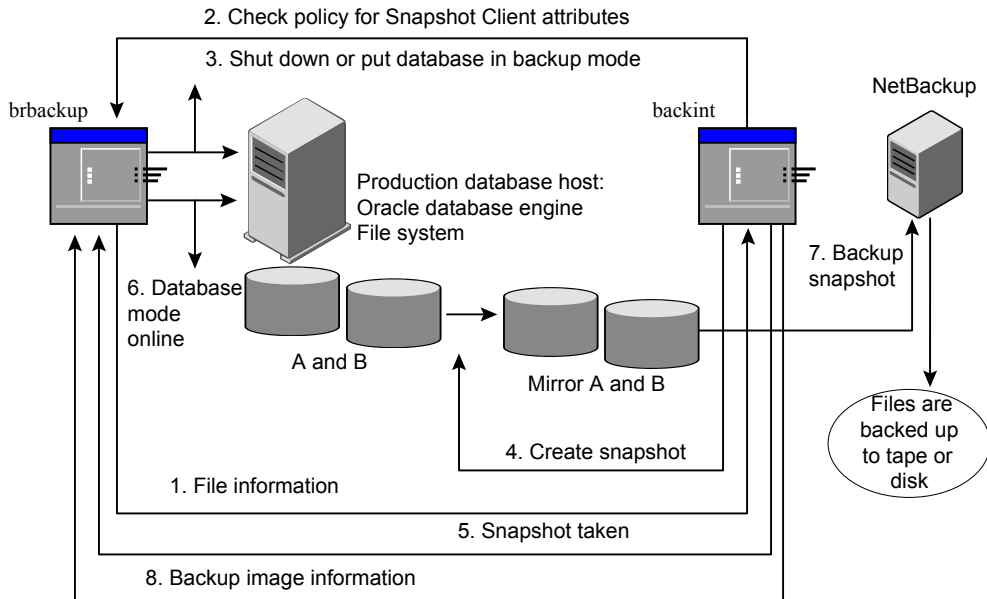 2. Check policy for Snapshot Client attributes
3. Shut down or put database in backup mode
brbackup
backint
NetBackup
Production database host:
Oracle database engine
File system
7. Backup
snapshot
6. Database
mode
online
A and B
Mirror A and B
Files are
backed up
to tape or
disk
4. Create snapshot
1. File information
5. Snapshot taken
8. Backup image information